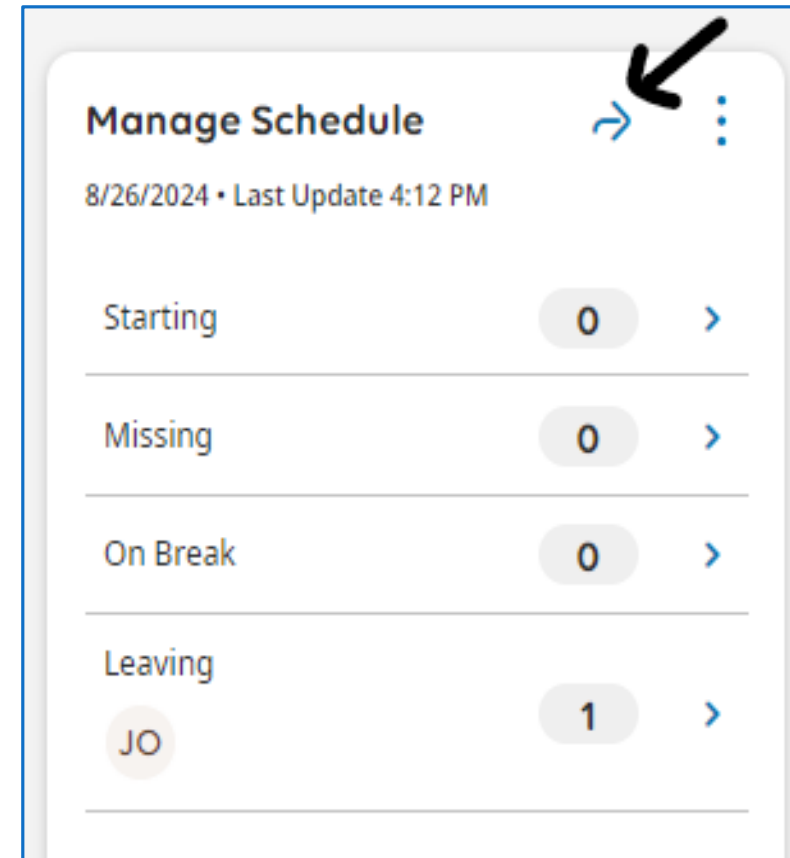 Manage Schedule
8/26/2024 • Last Update 4:12 PM
Starting 0
Missing 0
On Break 0
Leaving
1
JO